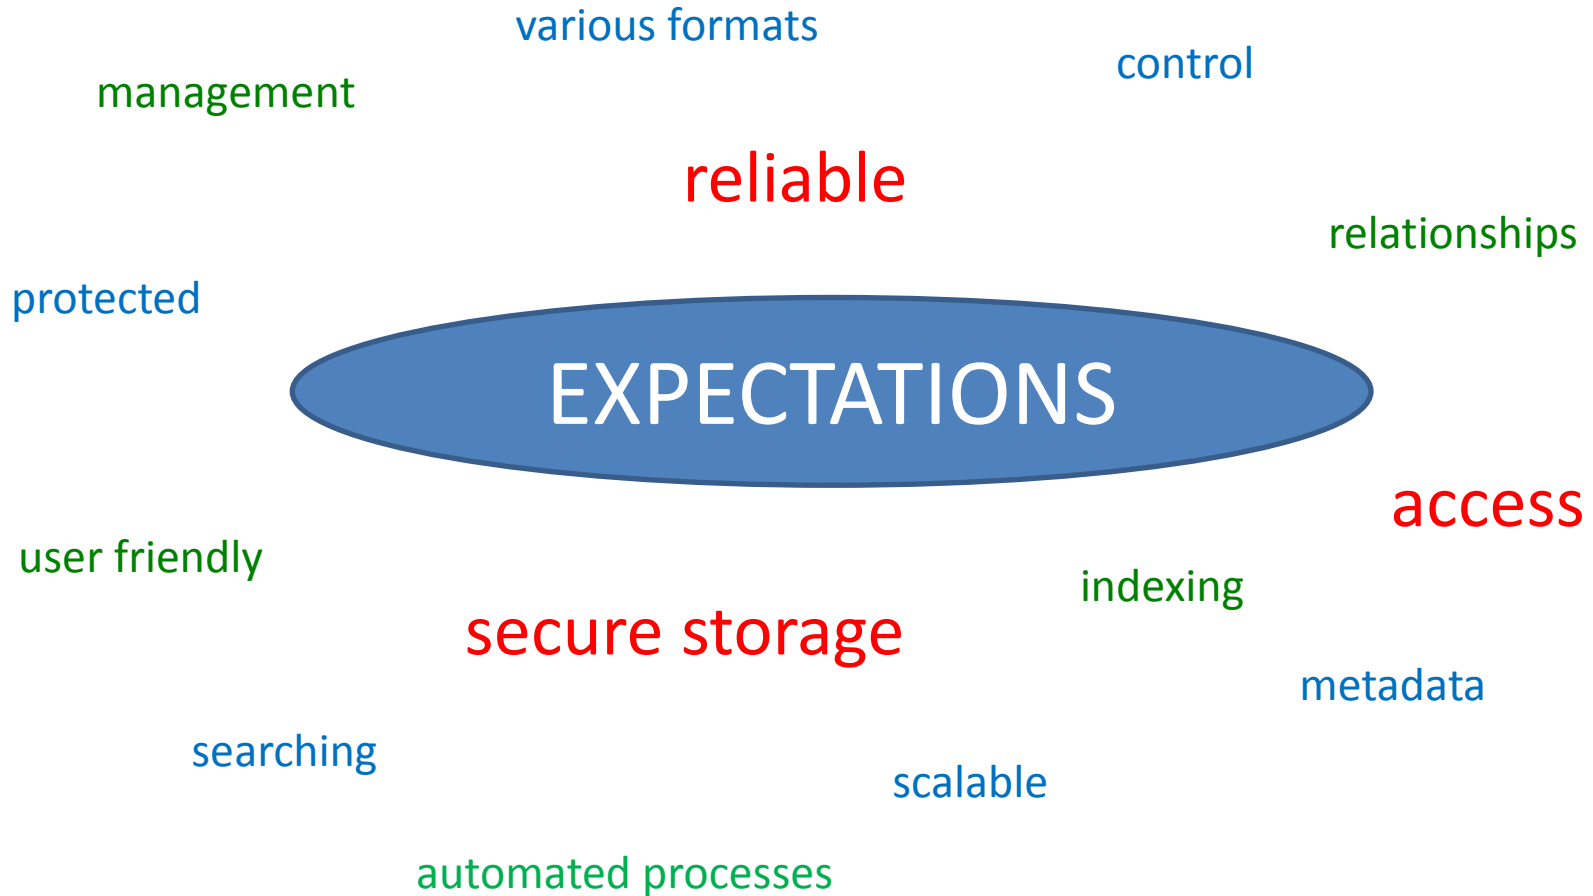 various formats
control
management
reliable
relationships
protected
EXPECTATIONS
access
user friendly
indexing
secure storage
metadata
searching
scalable
automated processes